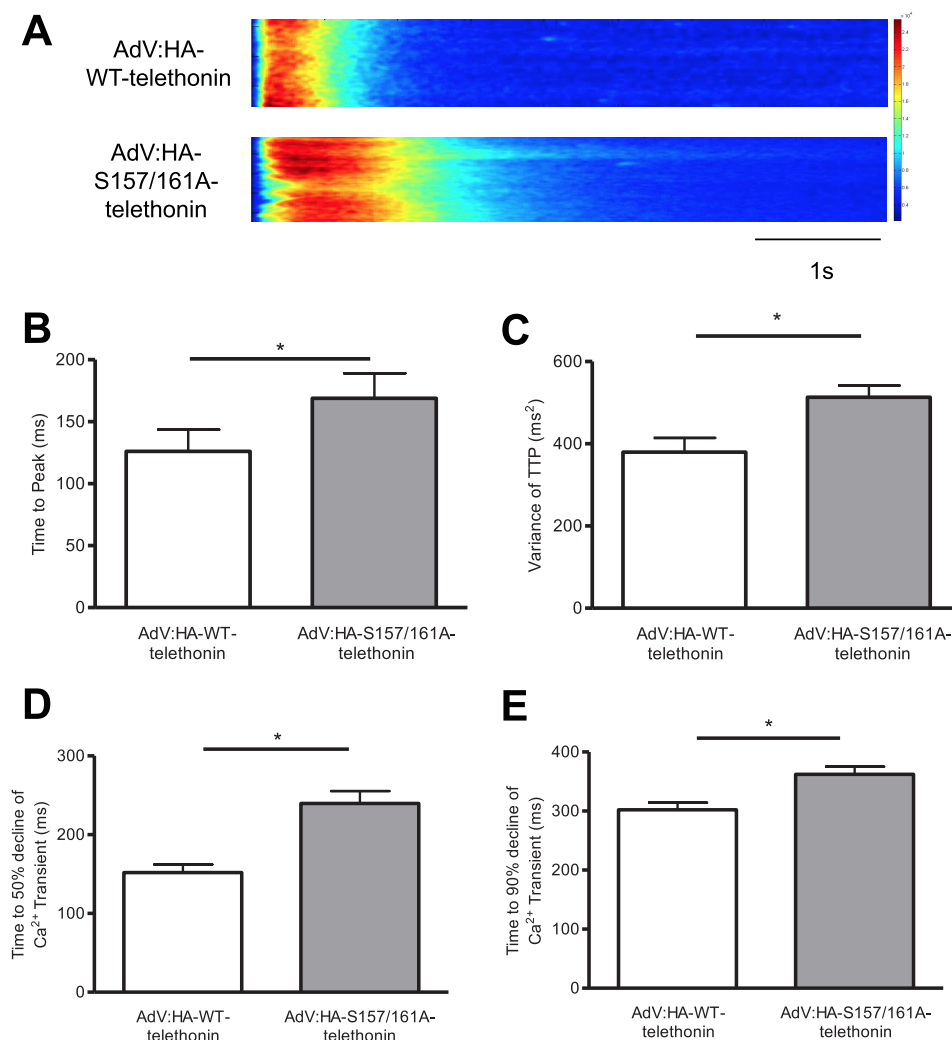 A
AdV:HA-
WT-telethonin
AdV:HA-
S157/161A-
telethonin
1s
B
*
Time to Peak (ms)
200
150
100
50
0
AdV:HA-WT-
telethonin
AdV:HA-S157/161A-
telethonin
C
*
Variance of TTP (ms²)
600
400
200
0
AdV:HA-WT-
telethonin
AdV:HA-S157/161A-
telethonin
D
*
Time to 50% decline of
Ca²⁺ Transient (ms)
300
200
100
0
AdV:HA-WT-
telethonin
AdV:HA-S157/161A-
telethonin
E
*
Time to 90% decline of
Ca²⁺ Transient (ms)
400
300
200
100
0
AdV:HA-WT-
telethonin
AdV:HA-S157/161A-
telethonin